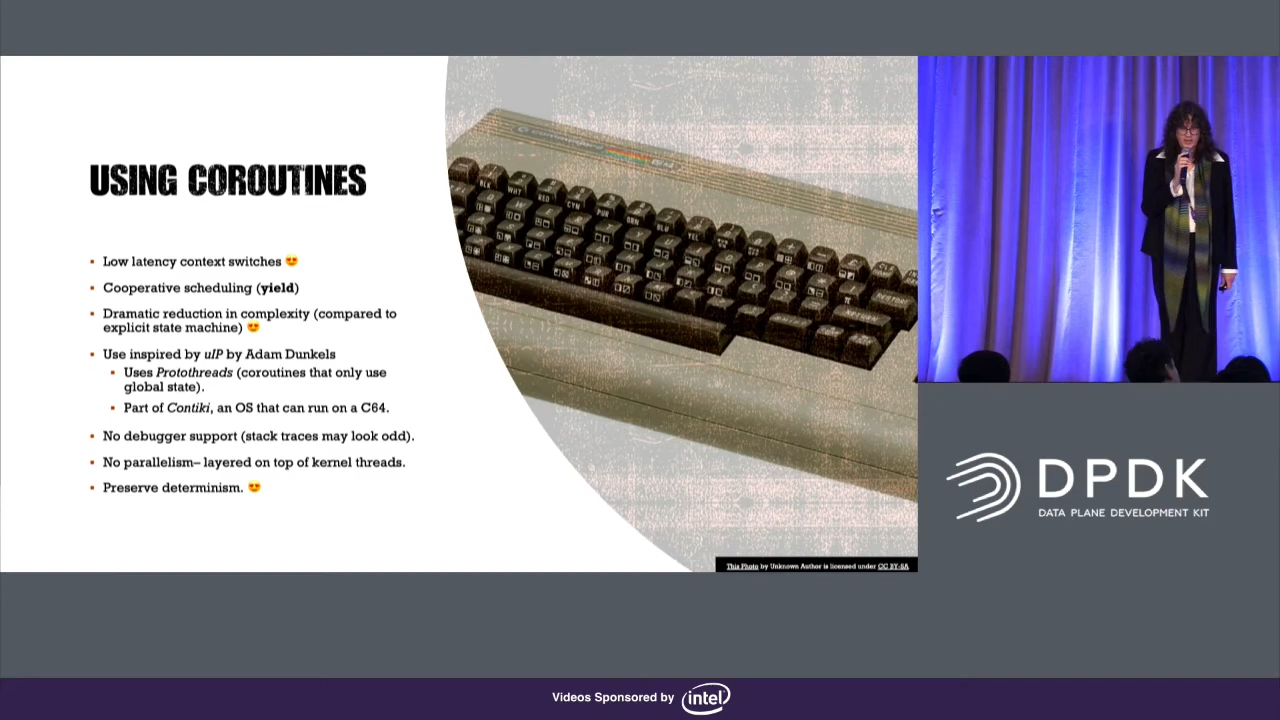 USING COROUTINES
Low latency context switches 😍
Cooperative scheduling (yield)
Dramatic reduction in complexity (compared to
explicit state machine) 😍
Use inspired by uIP by Adam Dunkels
Uses Protothreads (coroutines that only use
global state).
Part of Contiki, an OS that can run on a C64.
No debugger support (stack traces may look odd).
No parallelism– layered on top of kernel threads.
Preserve determinism. 😍
This Photo by Unknown Author is licensed under CC BY-SA
DPDK
DATA PLANE DEVELOPMENT KIT
Videos Sponsored by intel